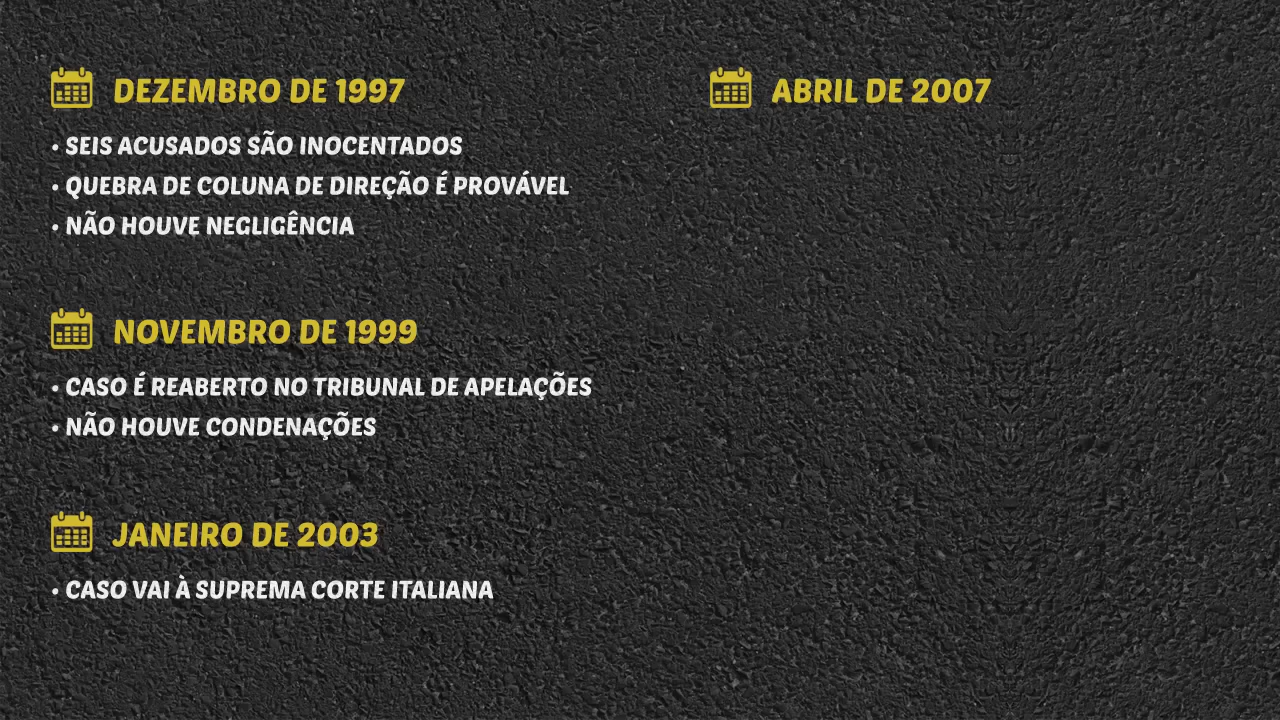 DEZEMBRO DE 1997
• SEIS ACUSADOS SÃO INOCENTADOS
• QUEBRA DE COLUNA DE DIREÇÃO É PROVÁVEL
• NÃO HOUVE NEGLIGÊNCIA
NOVEMBRO DE 1999
• CASO É REABERTO NO TRIBUNAL DE APELAÇÕES
• NÃO HOUVE CONDENAÇÕES
JANEIRO DE 2003
• CASO VAI À SUPREMA CORTE ITALIANA
ABRIL DE 2007